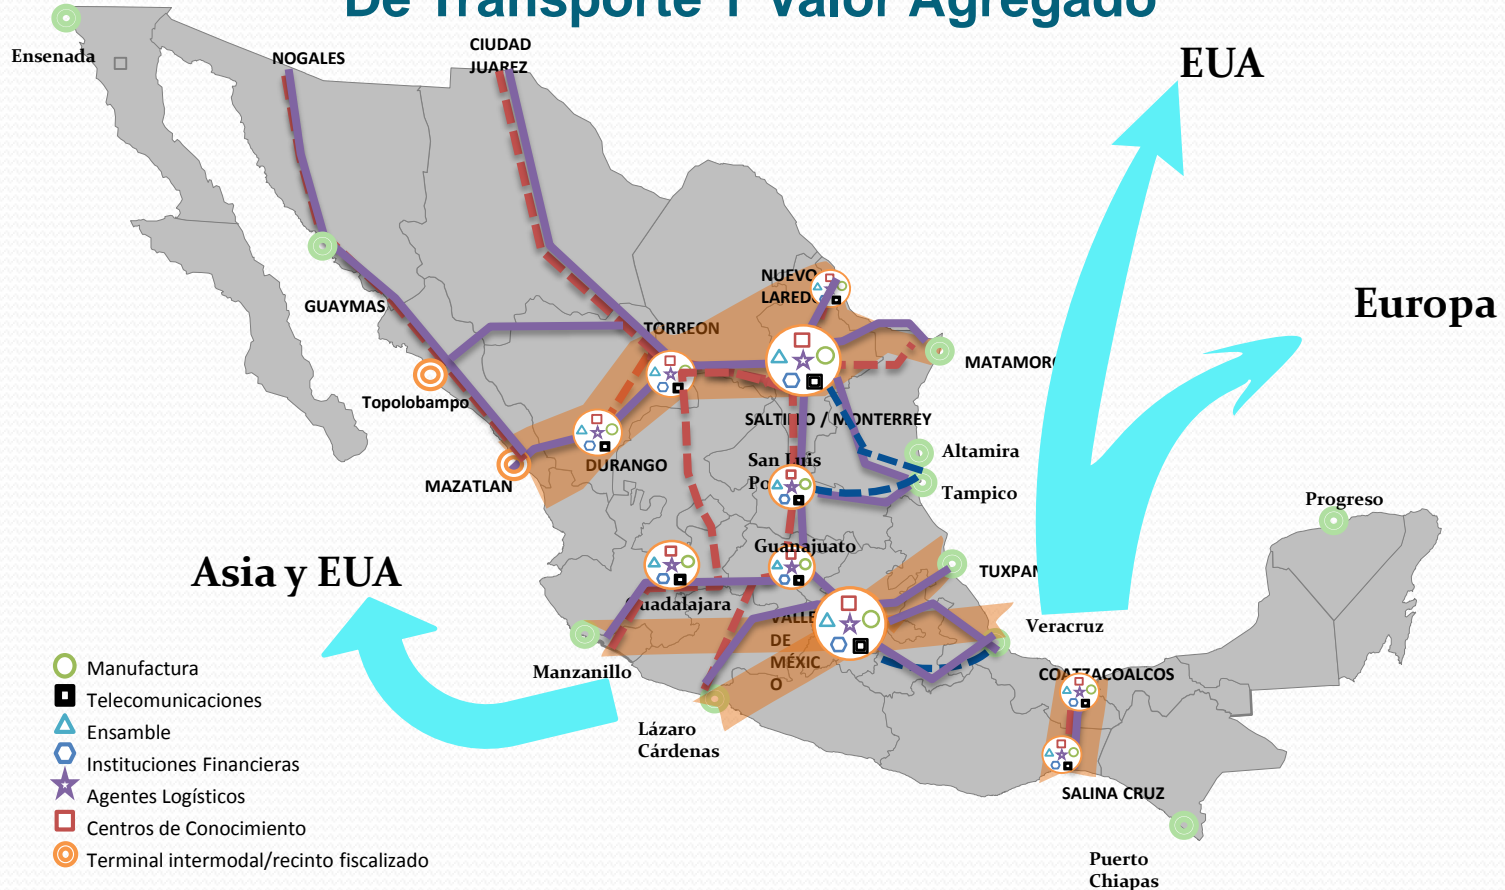 De Transporte Y Valor Agregado
Ensenada
NOGALES
CIUDAD
JUAREZ
EUA
NUEVO
LAREDO
Europa
GUAYMAS
TORREON
MATAMOR
Topolobampo
SALTILLO / MONTERREY
Altamira
San Luis
Po
DURANGO
MAZATLAN
Tampico
Progreso
Guanajuato
Asia y EUA
TUXPAN
Guadalajara
VALLE
DE
MÉXIC
O
Veracruz
Manzanillo
COATZACOALCOS
Lázaro
Cárdenas
SALINA CRUZ
Puerto
Chiapas
Manufactura
Telecomunicaciones
Ensamble
Instituciones Financieras
Agentes Logísticos
Centros de Conocimiento
Terminal intermodal/recinto fiscalizado